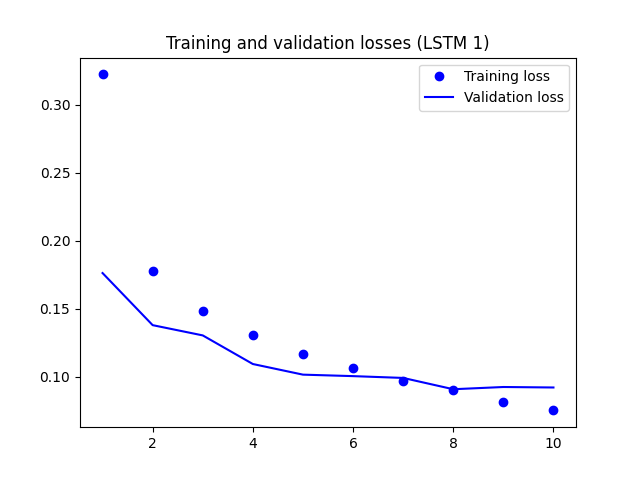 Training and validation losses (LSTM 1)
Training loss
Validation loss
0.30
0.25
0.20
0.15
0.10
2 4 6 8 10